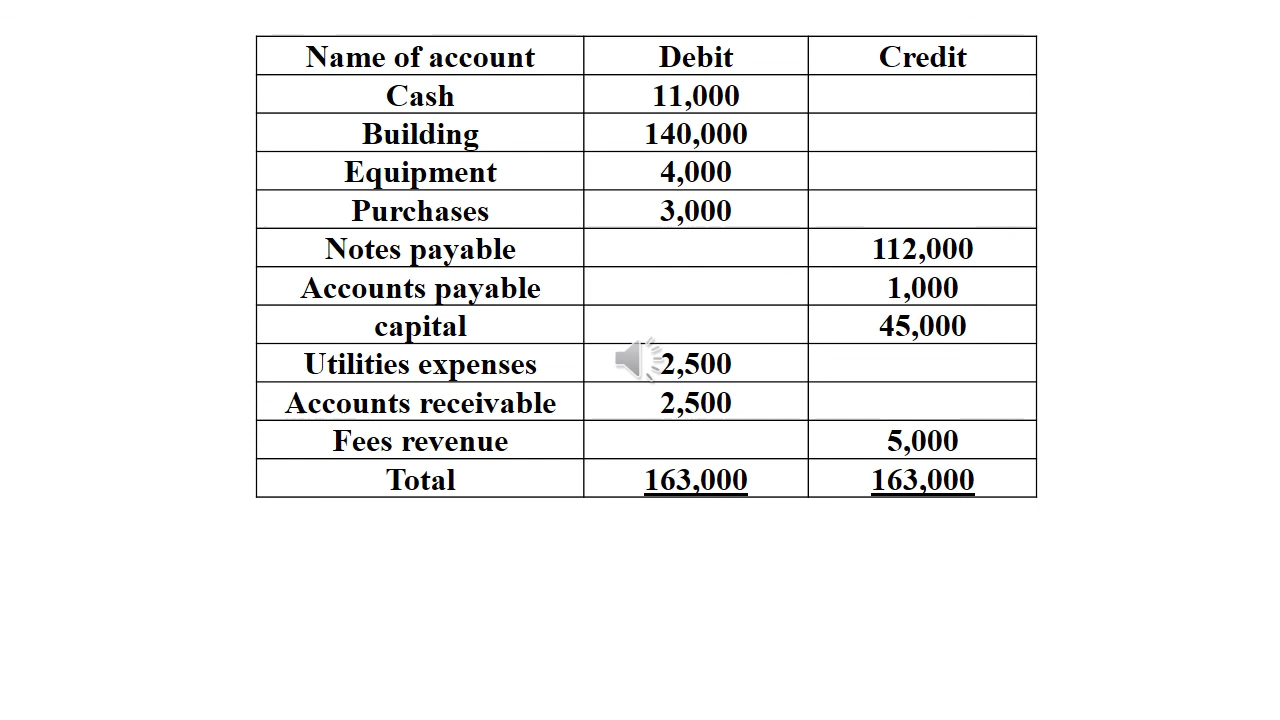 Name of account Debit Credit
Cash 11,000
Building 140,000
Equipment 4,000
Purchases 3,000
Notes payable 112,000
Accounts payable 1,000
capital 45,000
Utilities expenses 2,500
Accounts receivable 2,500
Fees revenue 5,000
Total 163,000 163,000